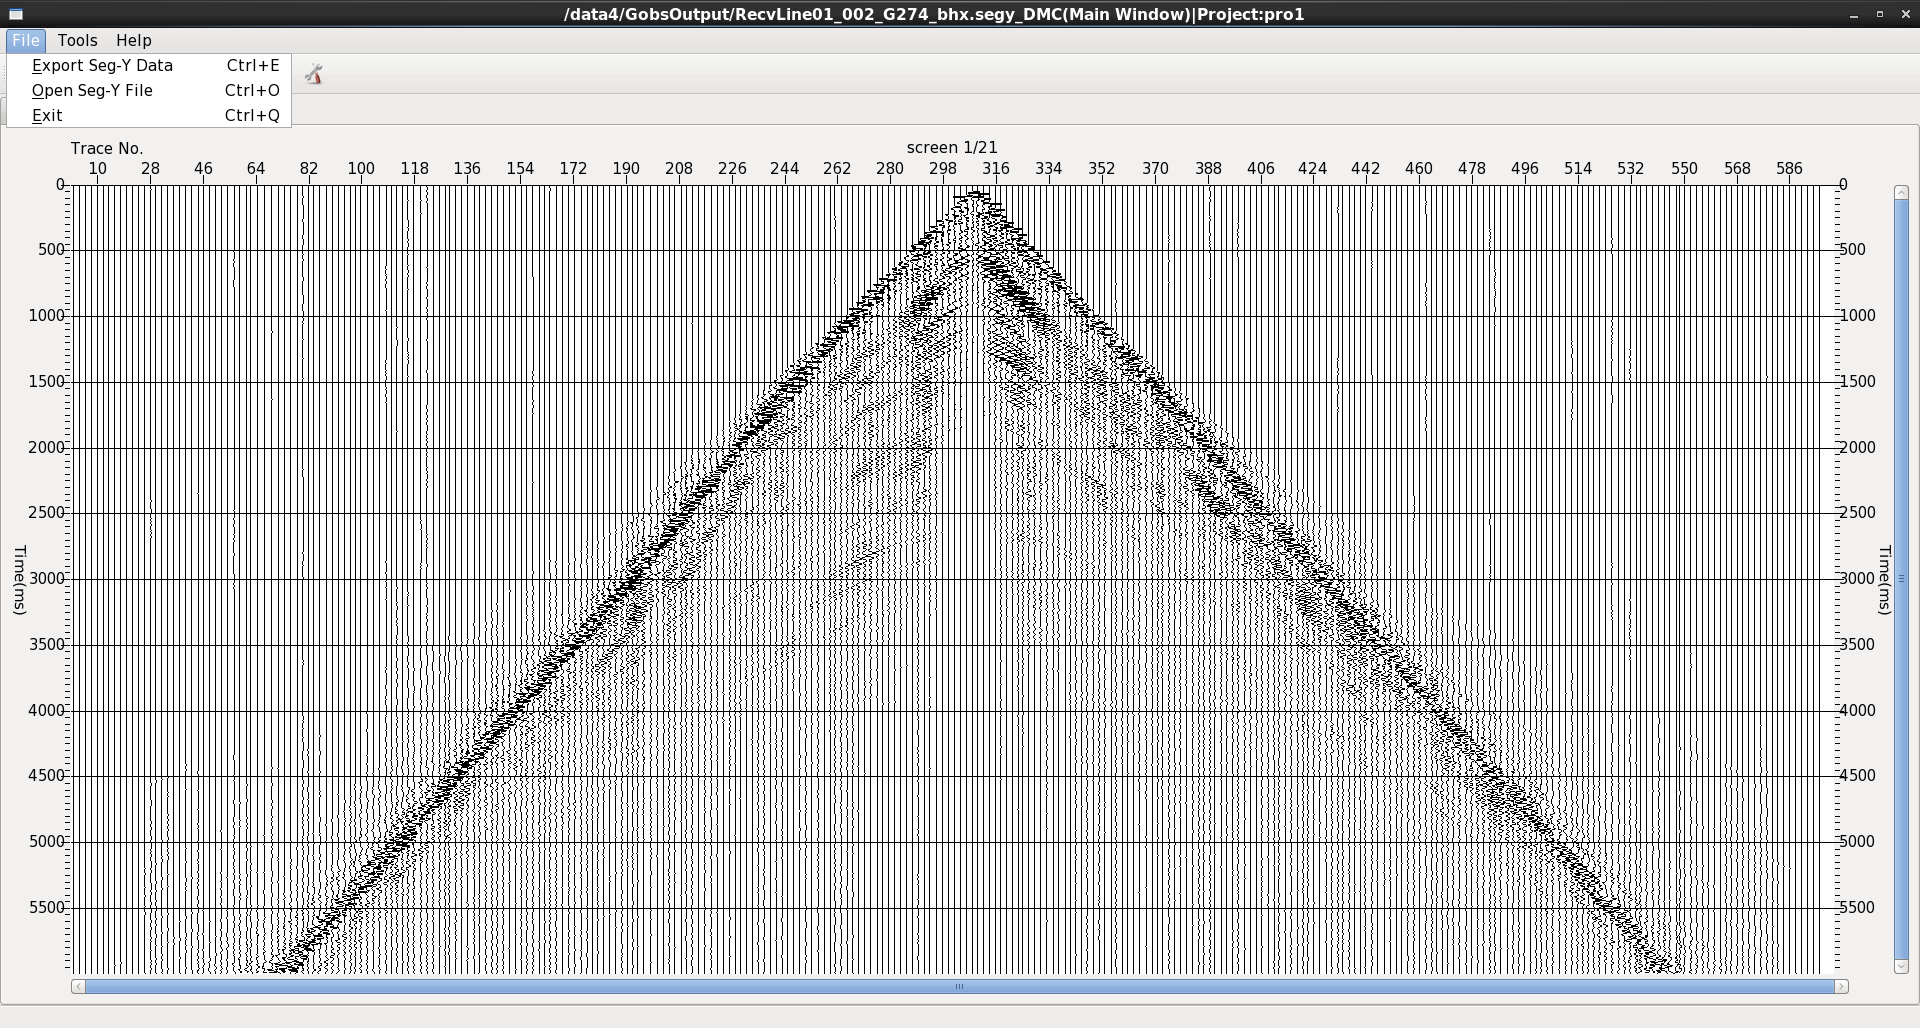 /data4/GobsOutput/RecvLine01_002_G274_bhx.segy_DMC(Main Window)|Project:pro1
File Tools Help
Export Seg-Y Data Ctrl+E
Open Seg-Y File Ctrl+O
Exit Ctrl+Q
Trace No. screen 1/21
10 28 46 64 82 100 118 136 154 172 190 208 226 244 262 280 298 316 334 352 370 388 406 424 442 460 478 496 514 532 550 568 586
0 0
500 500
1000 1000
1500 1500
2000 2000
2500 2500
Time(ms) Time(ms)
3000 3000
3500 3500
4000 4000
4500 4500
5000 5000
5500 5500